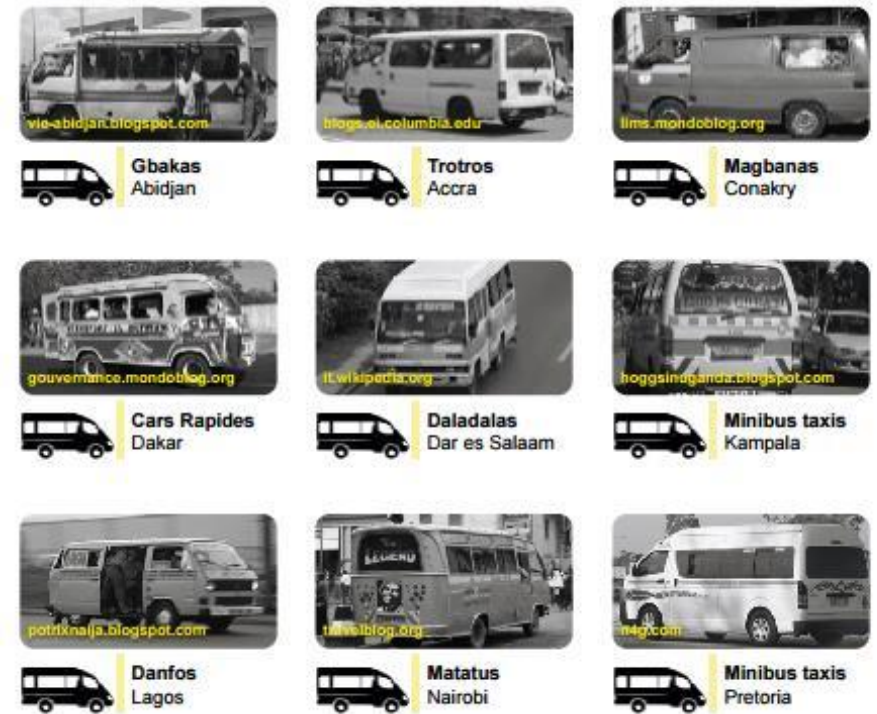 vie-abidjan.blogspot.com
blogs.ei.columbia.edu
lims.mondoblog.org
Gbakas
Abidjan
Trotros
Accra
Magbanas
Conakry
gouvernance.mondoblog.org
it.wikipedia.org
hoggsinuganda.blogspot.com
Cars Rapides
Dakar
Daladalas
Dar es Salaam
Minibus taxis
Kampala
LEGEND
potrixnaija.blogspot.com
travelblog.org
n4g.com
Danfos
Lagos
Matatus
Nairobi
Minibus taxis
Pretoria